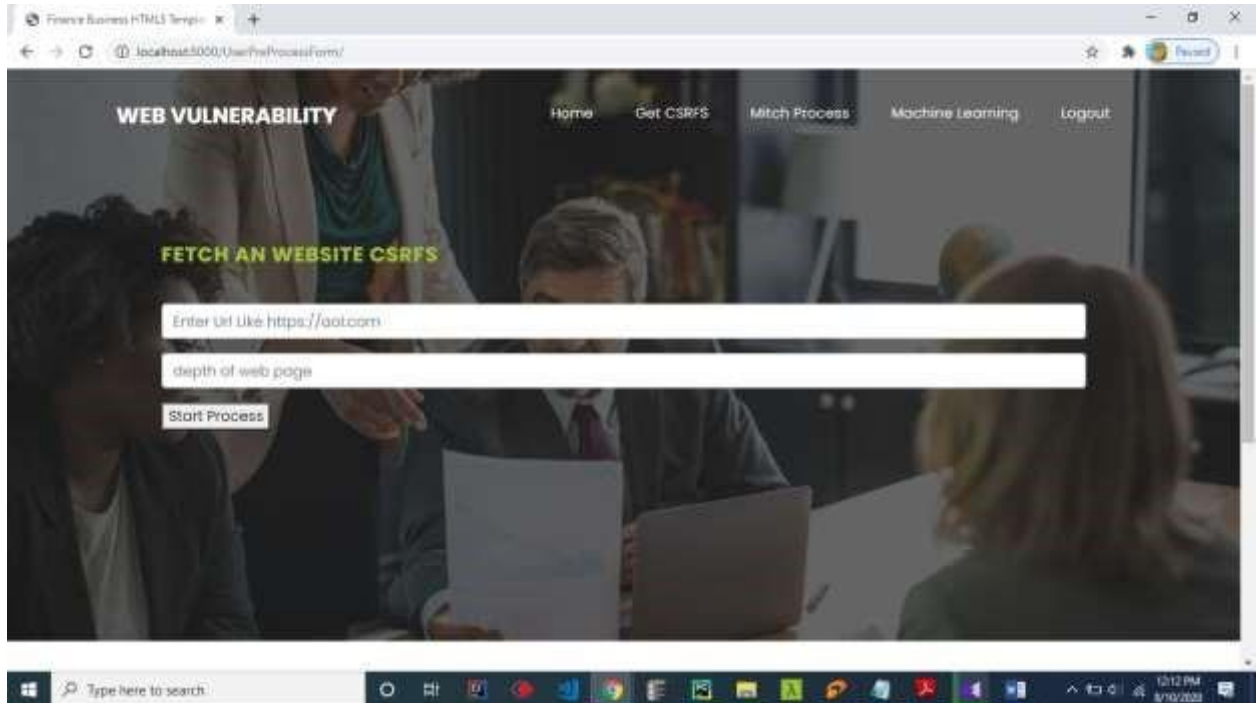 Finance Business HTML5 Templ
localhost:5000/UserPreProcessForm/
Paused
WEB VULNERABILITY
Home Get CSRFS Mitch Process Machine Learning Logout
FETCH AN WEBSITE CSRFS
Enter Url Like https://aol.com
depth of web page
Start Process
Type here to search
12:12 PM